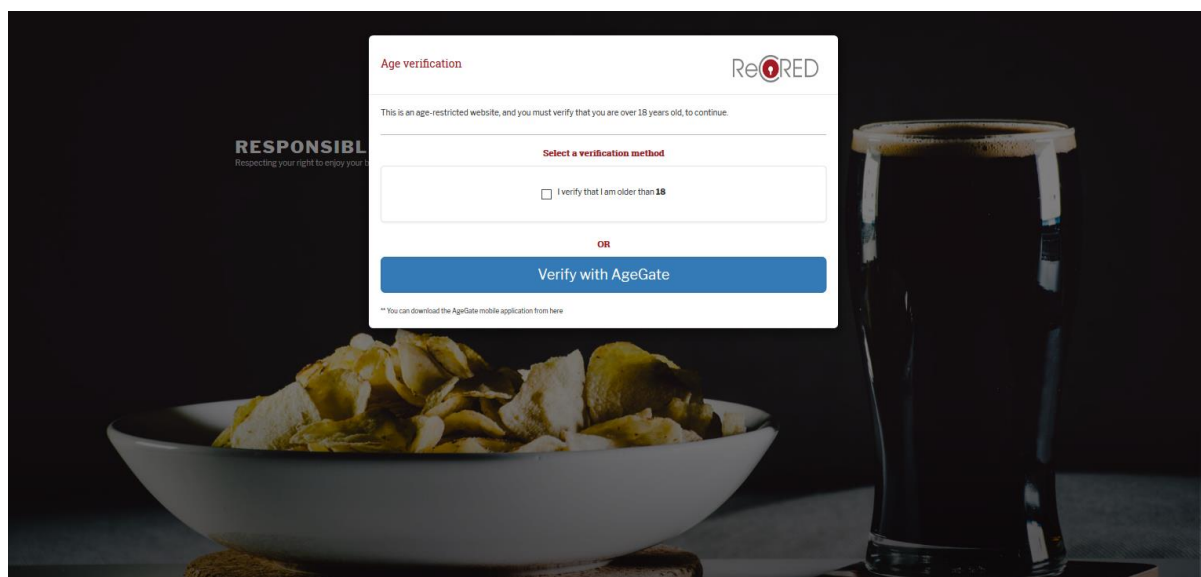 Age verification
ReCRED
This is an age-restricted website, and you must verify that you are over 18 years old, to continue.
RESPONSIBL
Respecting your right to enjoy your b
Select a verification method
I verify that I am older than 18
OR
Verify with AgeGate
** You can download the AgeGate mobile application from here